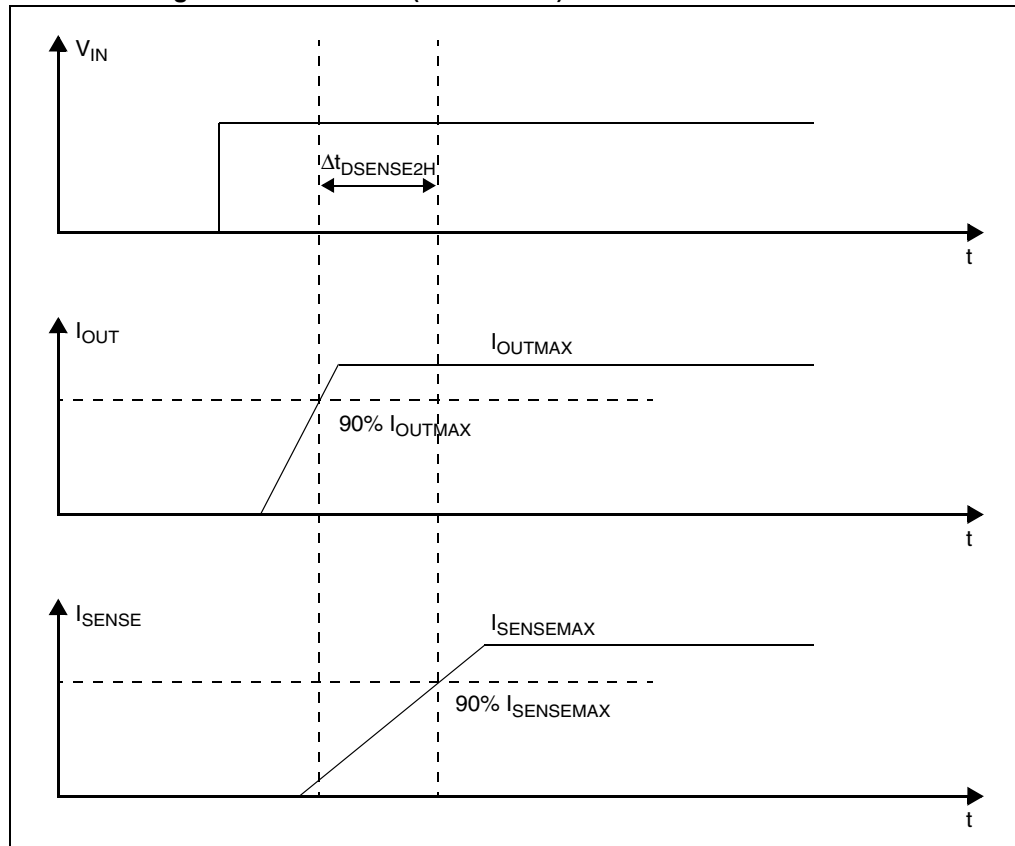 V_IN
Δt_DSENSE2H
t
I_OUT
I_OUTMAX
90% I_OUTMAX
t
I_SENSE
I_SENSEMAX
90% I_SENSEMAX
t